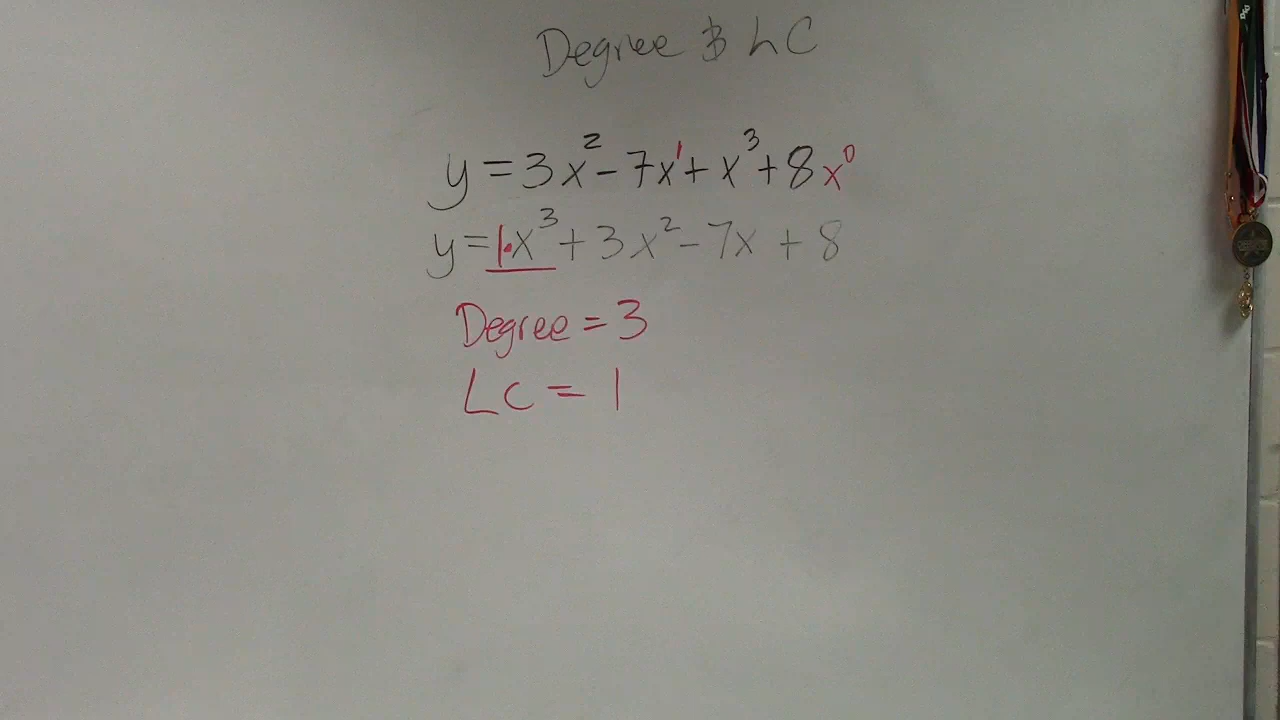 Degree & LC
y = 3x² - 7x¹ + x³ + 8x⁰
y = 1·x³ + 3x² - 7x + 8
Degree = 3
LC = 1